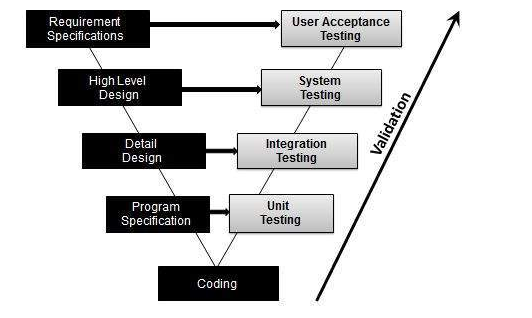 Requirement
Specifications
User Acceptance
Testing
High Level
Design
System
Testing
Detail
Design
Integration
Testing
Program
Specification
Unit
Testing
Coding
Validation